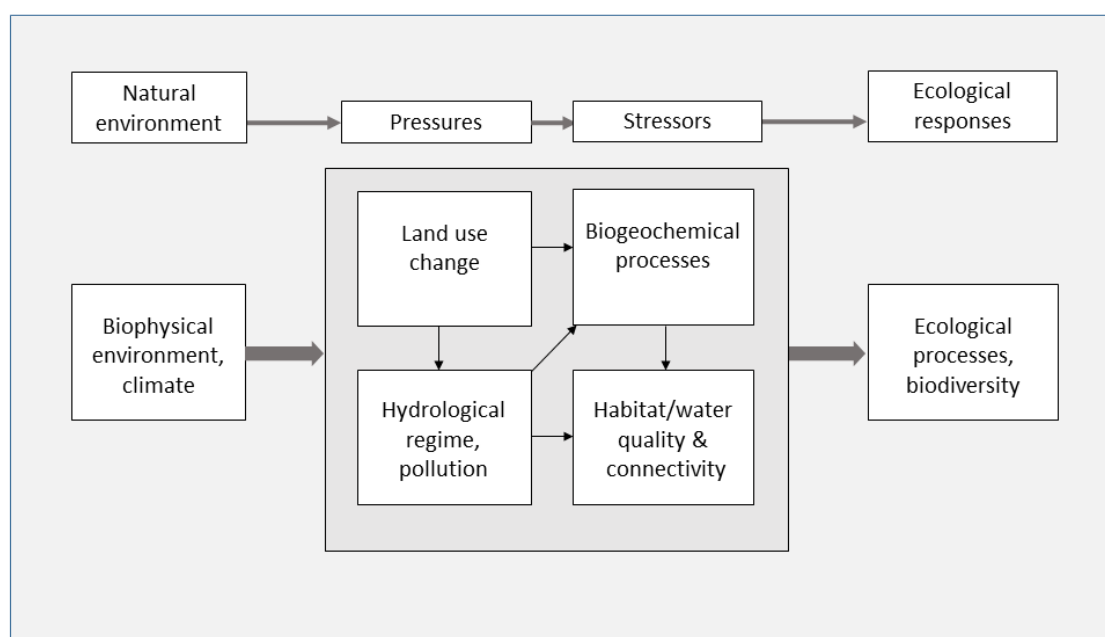 Natural
environment
Pressures
Stressors
Ecological
responses
Land use
change
Biogeochemical
processes
Biophysical
environment,
climate
Ecological
processes,
biodiversity
Hydrological
regime,
pollution
Habitat/water
quality &
connectivity